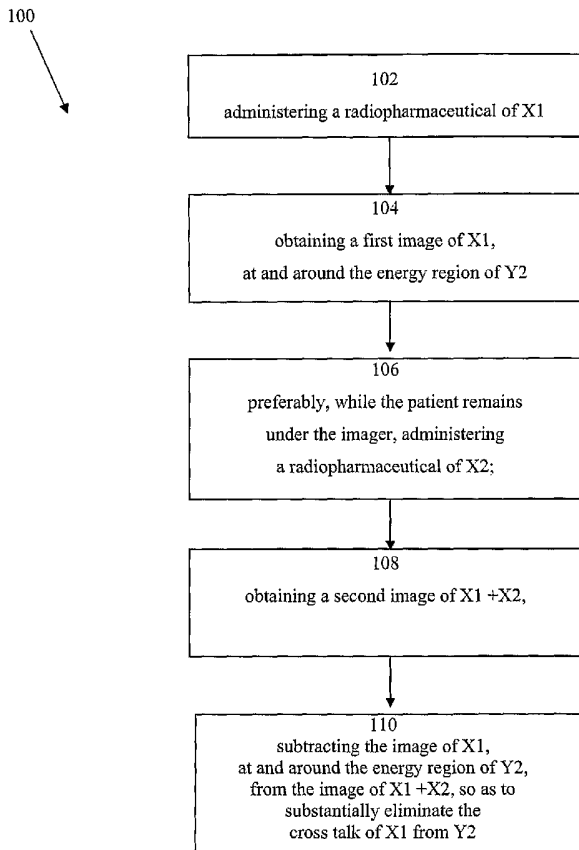 100
102
administering a radiopharmaceutical of X1
104
obtaining a first image of X1,
at and around the energy region of Y2
106
preferably, while the patient remains
under the imager, administering
a radiopharmaceutical of X2;
108
obtaining a second image of X1 +X2,
110
subtracting the image of X1,
at and around the energy region of Y2,
from the image of X1 +X2, so as to
substantially eliminate the
cross talk of X1 from Y2